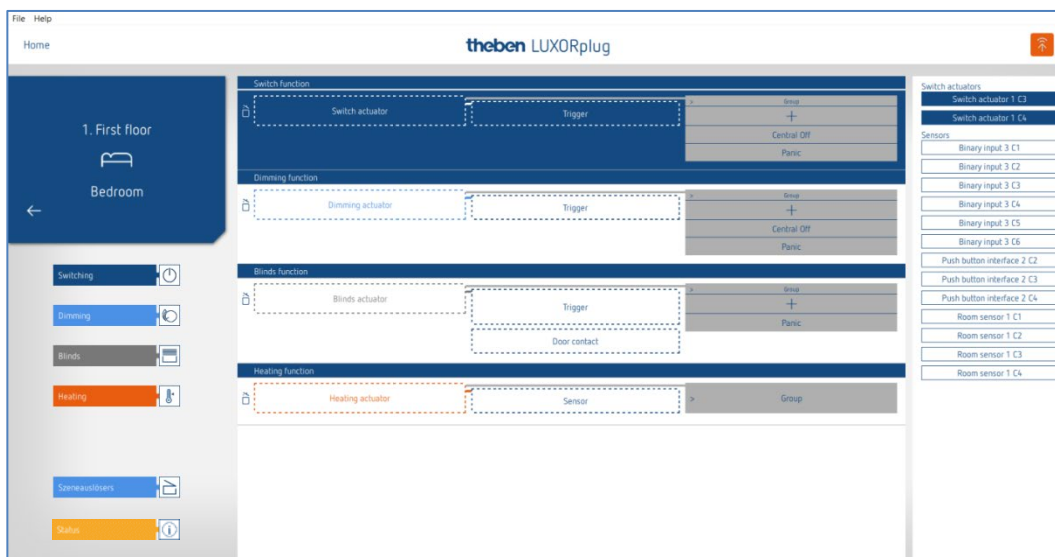 File Help
Home
theben LUXORplug
1. First floor
Bedroom
Switching
Dimming
Blinds
Heating
Szeneauslösers
Status
Switch function
Switch actuator
Trigger
> Group
+
Central Off
Panic
Dimming function
Dimming actuator
Trigger
> Group
+
Central Off
Panic
Blinds function
Blinds actuator
Trigger
Door contact
> Group
+
Panic
Heating function
Heating actuator
Sensor
> Group
Switch actuators
Switch actuator 1 C3
Switch actuator 1 C4
Sensors
Binary input 3 C1
Binary input 3 C2
Binary input 3 C3
Binary input 3 C4
Binary input 3 C5
Binary input 3 C6
Push button interface 2 C2
Push button interface 2 C3
Push button interface 2 C4
Room sensor 1 C1
Room sensor 1 C2
Room sensor 1 C3
Room sensor 1 C4